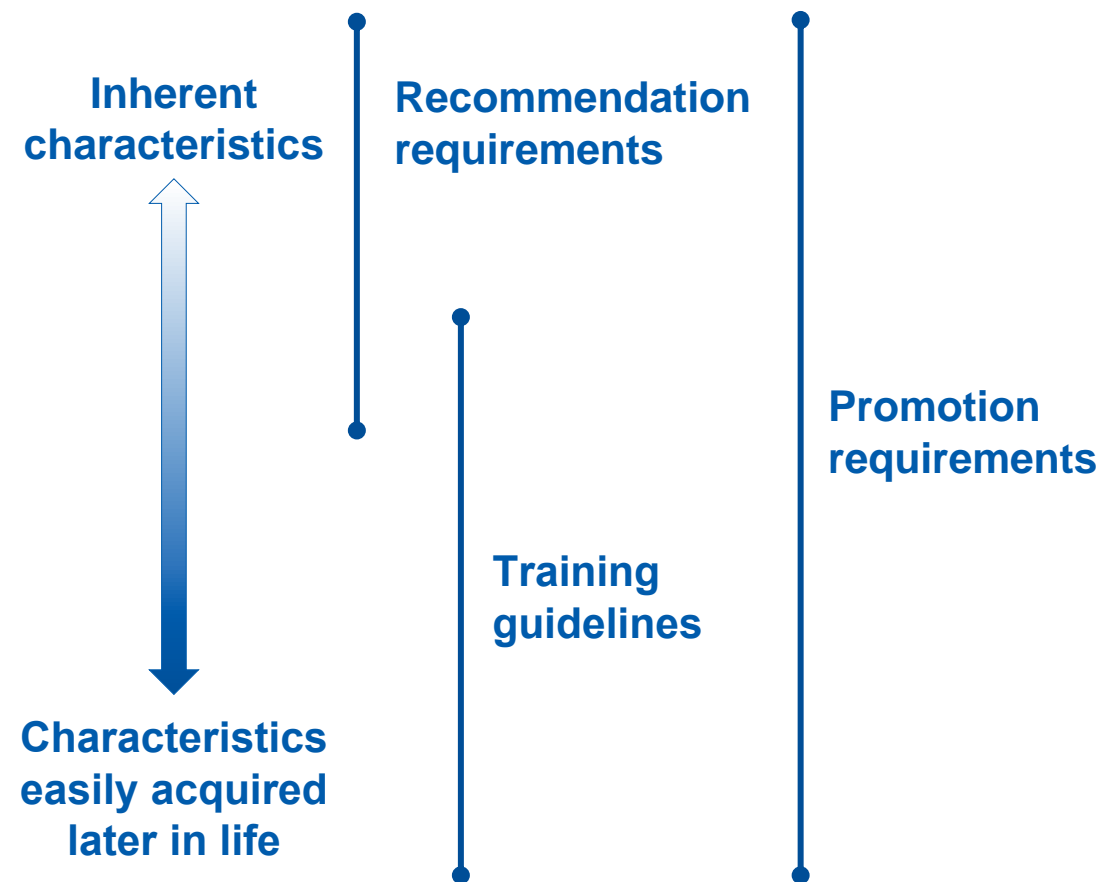 Inherent
characteristics
Recommendation
requirements
Promotion
requirements
Training
guidelines
Characteristics
easily acquired
later in life